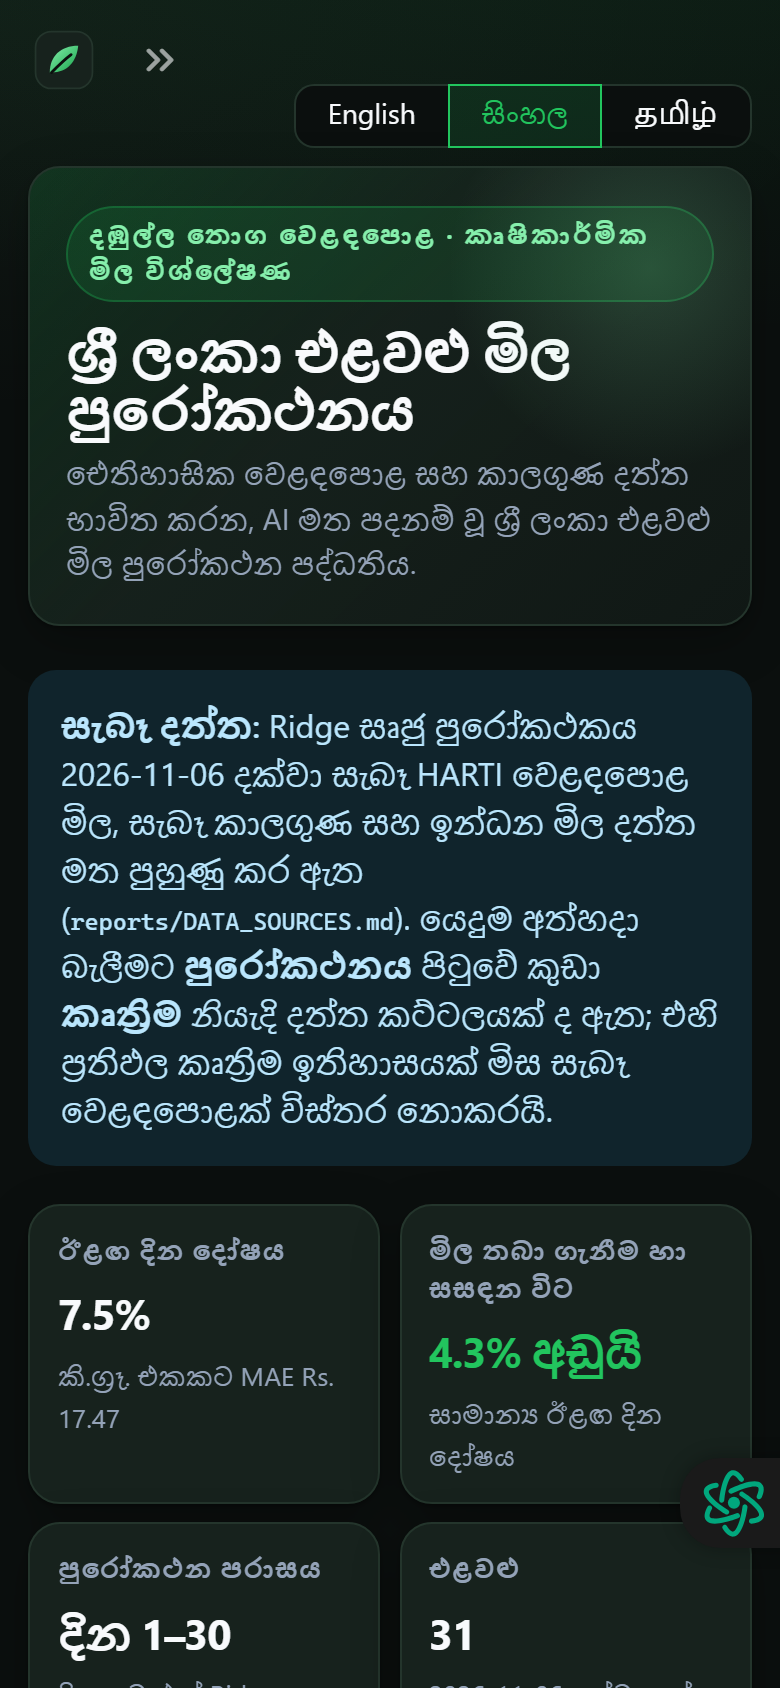 English
සිංහල
தமிழ்
දඹුල්ල තොග වෙළඳපොළ · කෘෂිකාර්මික
මිල විශ්ලේෂණ
ශ්‍රී ලංකා එළවළු මිල
පුරෝකථනය
ඓතිහාසික වෙළඳපොළ සහ කාලගුණ දත්ත
භාවිත කරන, AI මත පදනම් වූ ශ්‍රී ලංකා එළවළු
මිල පුරෝකථන පද්ධතිය.
සැබෑ දත්ත: Ridge සෘජු පුරෝකථකය
2026-11-06 දක්වා සැබෑ HARTI වෙළඳපොළ
මිල, සැබෑ කාලගුණ සහ ඉන්ධන මිල දත්ත
මත පුහුණු කර ඇත
(reports/DATA_SOURCES.md). යෙදුම අත්හදා
බැලීමට පුරෝකථනය පිටුවේ කුඩා
කෘත්‍රිම නියැදි දත්ත කට්ටලයක් ද ඇත; එහි
ප්‍රතිඵල කෘත්‍රිම ඉතිහාසයක් මිස සැබෑ
වෙළඳපොළක් විස්තර නොකරයි.
ඊළඟ දින දෝෂය
7.5%
කි.ග්‍රෑ. එකකට MAE Rs.
17.47
මිල තබා ගැනීම හා
සසඳන විට
4.3% අඩුයි
සාමාන්‍ය ඊළඟ දින
දෝෂය
පුරෝකථන පරාසය
දින 1–30
එළවළු
31